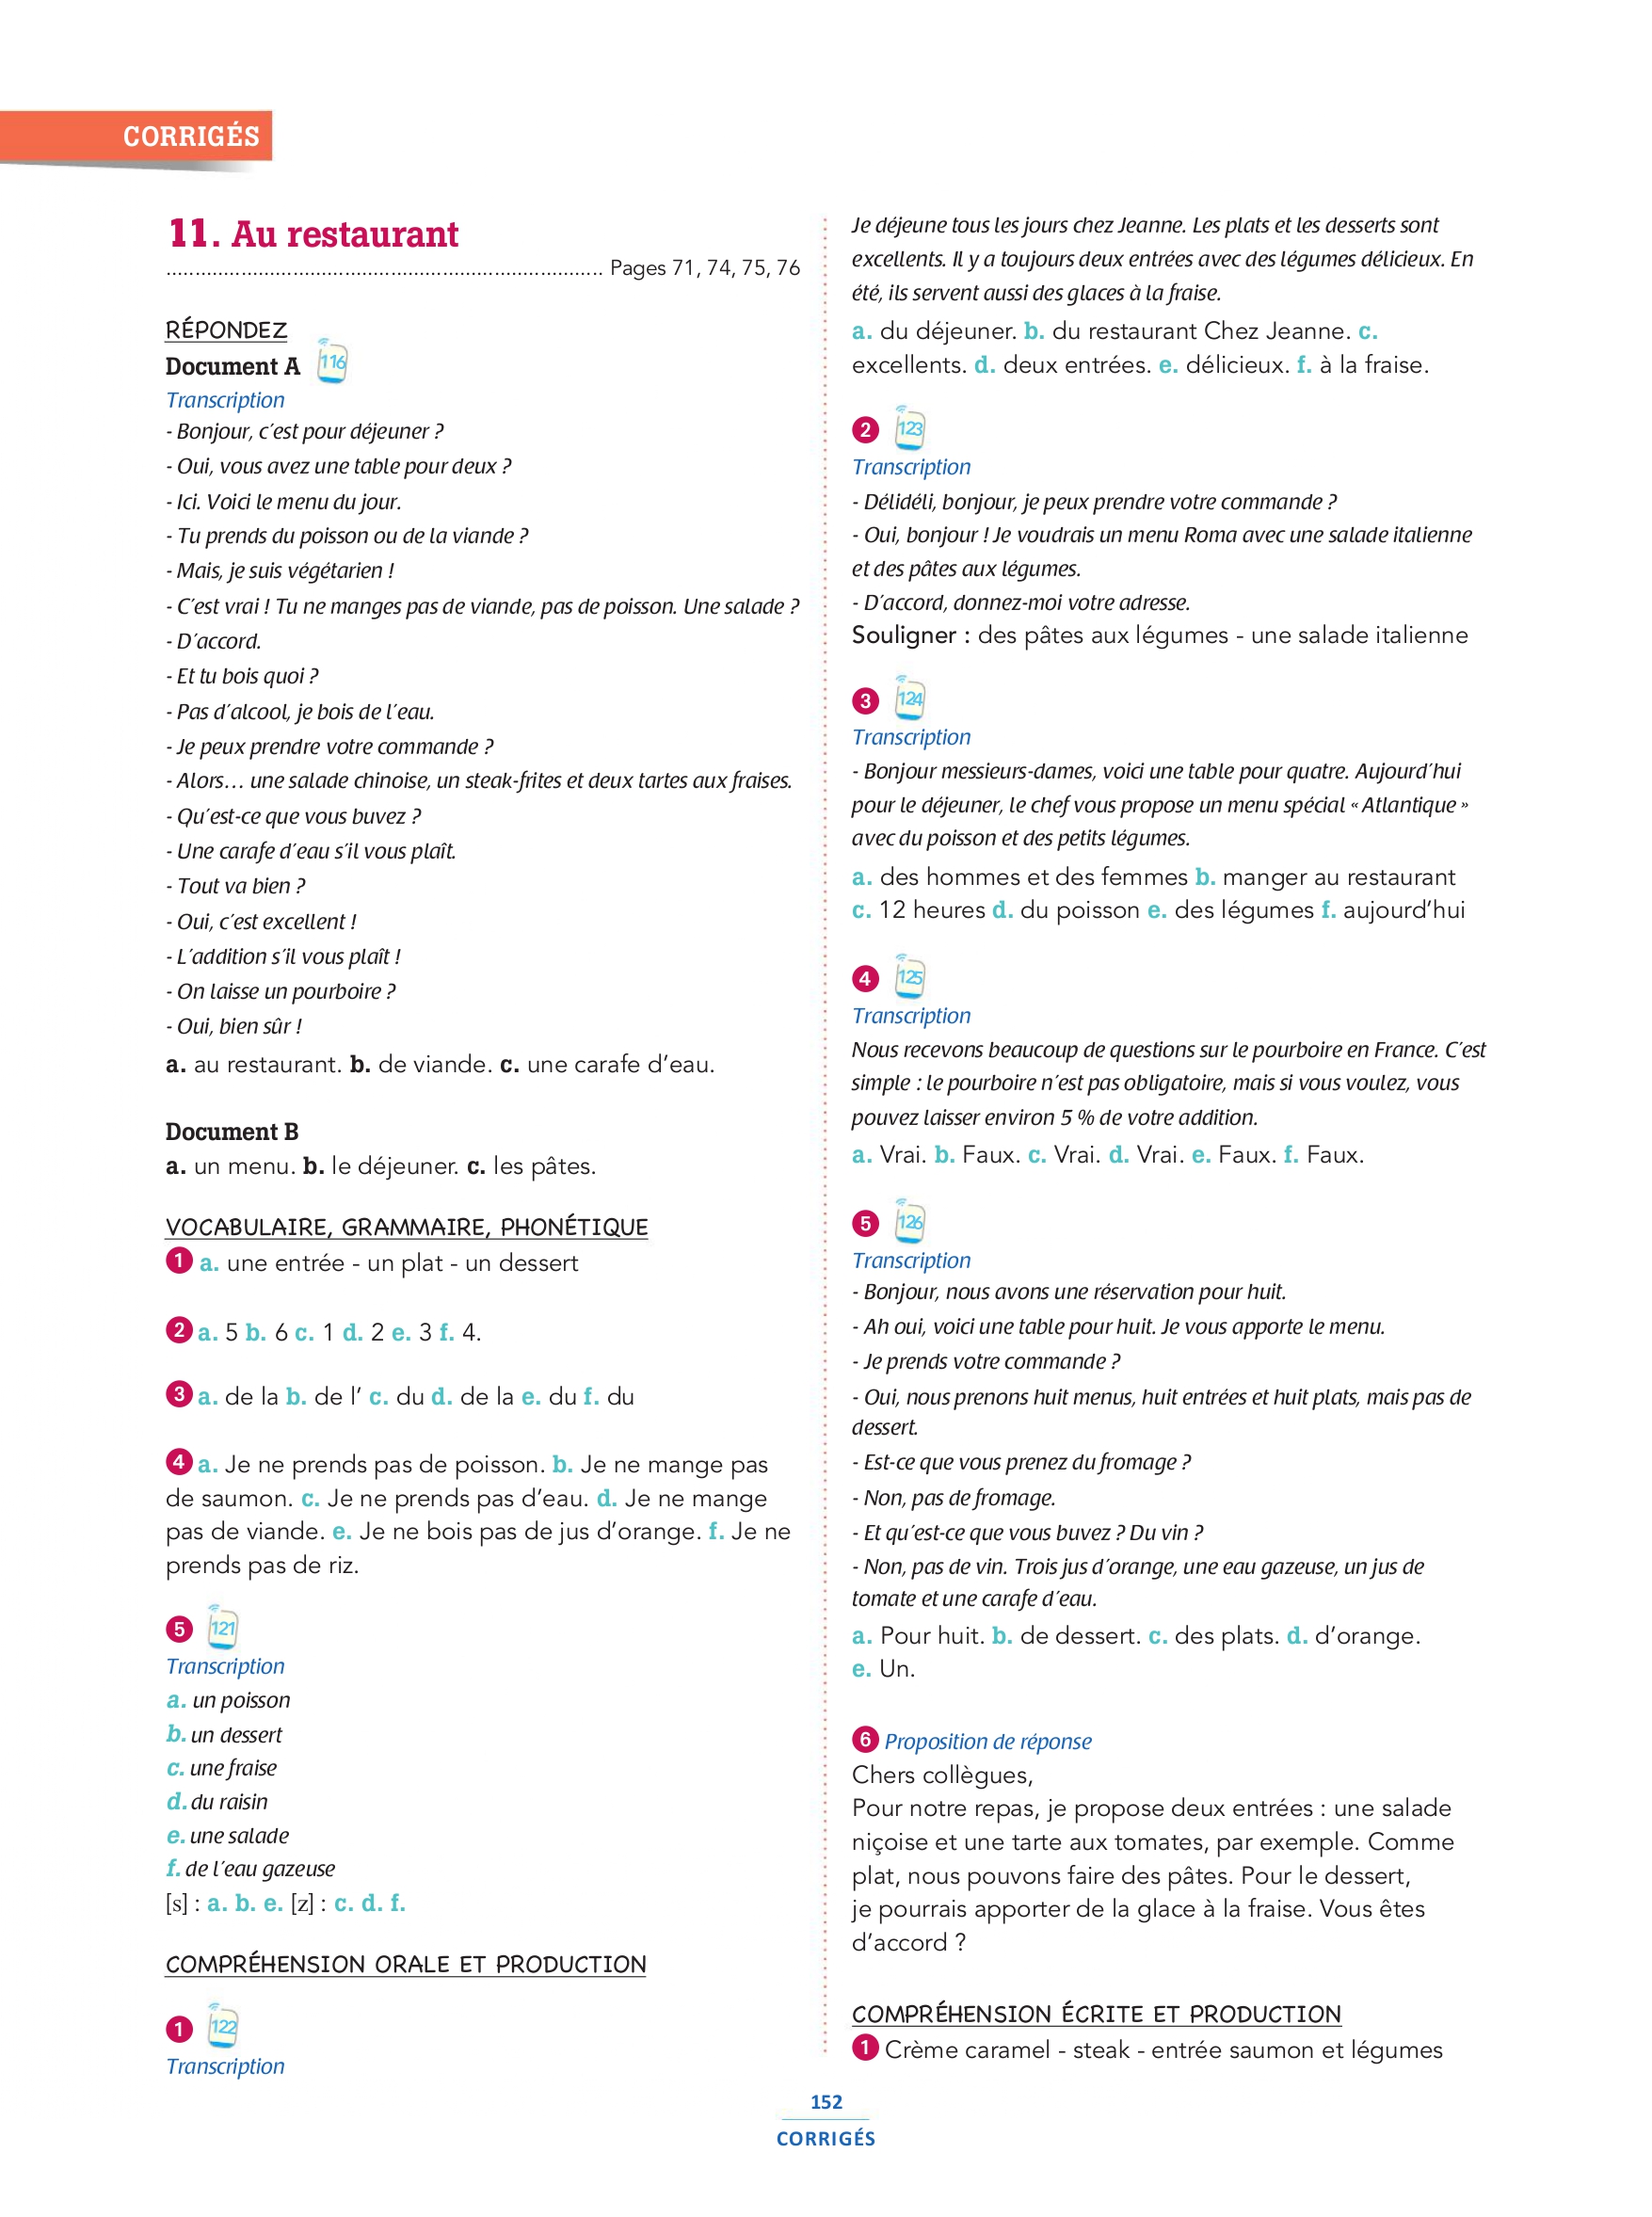 CORRIGÉS
11. Au restaurant
........................................................................... Pages 71, 74, 75, 76
RÉPONDEZ
Document A 116
Transcription
- Bonjour, c'est pour déjeuner ?
- Oui, vous avez une table pour deux ?
- Ici. Voici le menu du jour.
- Tu prends du poisson ou de la viande ?
- Mais, je suis végétarien !
- C'est vrai ! Tu ne manges pas de viande, pas de poisson. Une salade ?
- D'accord.
- Et tu bois quoi ?
- Pas d'alcool, je bois de l'eau.
- Je peux prendre votre commande ?
- Alors… une salade chinoise, un steak-frites et deux tartes aux fraises.
- Qu'est-ce que vous buvez ?
- Une carafe d'eau s'il vous plaît.
- Tout va bien ?
- Oui, c'est excellent !
- L'addition s'il vous plaît !
- On laisse un pourboire ?
- Oui, bien sûr !
a. au restaurant. b. de viande. c. une carafe d'eau.
Document B
a. un menu. b. le déjeuner. c. les pâtes.
VOCABULAIRE, GRAMMAIRE, PHONÉTIQUE
1 a. une entrée - un plat - un dessert
2 a. 5 b. 6 c. 1 d. 2 e. 3 f. 4.
3 a. de la b. de l' c. du d. de la e. du f. du
4 a. Je ne prends pas de poisson. b. Je ne mange pas
de saumon. c. Je ne prends pas d'eau. d. Je ne mange
pas de viande. e. Je ne bois pas de jus d'orange. f. Je ne
prends pas de riz.
5 121
Transcription
a. un poisson
b. un dessert
c. une fraise
d. du raisin
e. une salade
f. de l'eau gazeuse
[s] : a. b. e. [z] : c. d. f.
COMPRÉHENSION ORALE ET PRODUCTION
1 122
Transcription
Je déjeune tous les jours chez Jeanne. Les plats et les desserts sont
excellents. Il y a toujours deux entrées avec des légumes délicieux. En
été, ils servent aussi des glaces à la fraise.
a. du déjeuner. b. du restaurant Chez Jeanne. c.
excellents. d. deux entrées. e. délicieux. f. à la fraise.
2 123
Transcription
- Délidéli, bonjour, je peux prendre votre commande ?
- Oui, bonjour ! Je voudrais un menu Roma avec une salade italienne
et des pâtes aux légumes.
- D'accord, donnez-moi votre adresse.
Souligner : des pâtes aux légumes - une salade italienne
3 124
Transcription
- Bonjour messieurs-dames, voici une table pour quatre. Aujourd'hui
pour le déjeuner, le chef vous propose un menu spécial « Atlantique »
avec du poisson et des petits légumes.
a. des hommes et des femmes b. manger au restaurant
c. 12 heures d. du poisson e. des légumes f. aujourd'hui
4 125
Transcription
Nous recevons beaucoup de questions sur le pourboire en France. C'est
simple : le pourboire n'est pas obligatoire, mais si vous voulez, vous
pouvez laisser environ 5 % de votre addition.
a. Vrai. b. Faux. c. Vrai. d. Vrai. e. Faux. f. Faux.
5 126
Transcription
- Bonjour, nous avons une réservation pour huit.
- Ah oui, voici une table pour huit. Je vous apporte le menu.
- Je prends votre commande ?
- Oui, nous prenons huit menus, huit entrées et huit plats, mais pas de
dessert.
- Est-ce que vous prenez du fromage ?
- Non, pas de fromage.
- Et qu'est-ce que vous buvez ? Du vin ?
- Non, pas de vin. Trois jus d'orange, une eau gazeuse, un jus de
tomate et une carafe d'eau.
a. Pour huit. b. de dessert. c. des plats. d. d'orange.
e. Un.
6 Proposition de réponse
Chers collègues,
Pour notre repas, je propose deux entrées : une salade
niçoise et une tarte aux tomates, par exemple. Comme
plat, nous pouvons faire des pâtes. Pour le dessert,
je pourrais apporter de la glace à la fraise. Vous êtes
d'accord ?
COMPRÉHENSION ÉCRITE ET PRODUCTION
1 Crème caramel - steak - entrée saumon et légumes
152
CORRIGÉS